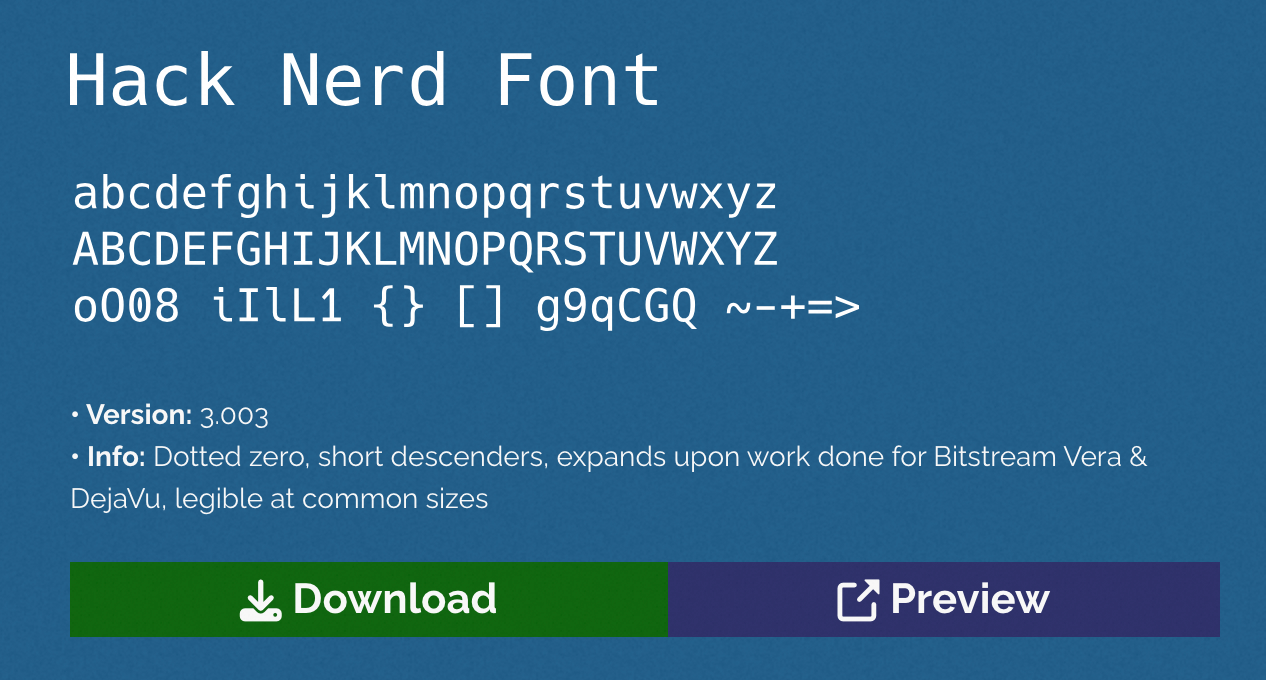 Hack Nerd Font
abcdefghijklmnopqrstuvwxyz
ABCDEFGHIJKLMNOPQRSTUVWXYZ
oO08 iIlL1 {} [] g9qCGQ ~-+=>
• Version: 3.003
• Info: Dotted zero, short descenders, expands upon work done for Bitstream Vera &
DejaVu, legible at common sizes
Download
Preview